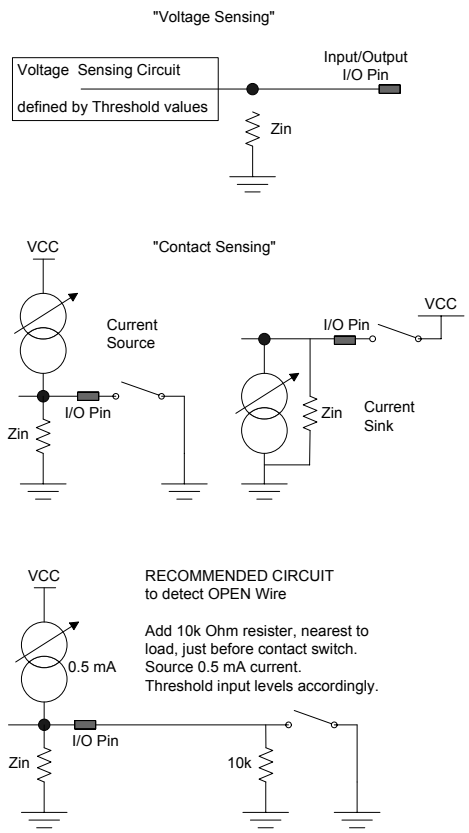 "Voltage Sensing"
Voltage Sensing Circuit
defined by Threshold values
Input/Output
I/O Pin
Zin
"Contact Sensing"
VCC
Current
Source
I/O Pin
Zin
VCC
I/O Pin
Zin
Current
Sink
VCC
RECOMMENDED CIRCUIT
to detect OPEN Wire
Add 10k Ohm resister, nearest to
load, just before contact switch.
Source 0.5 mA current.
Threshold input levels accordingly.
0.5 mA
I/O Pin
Zin
10k